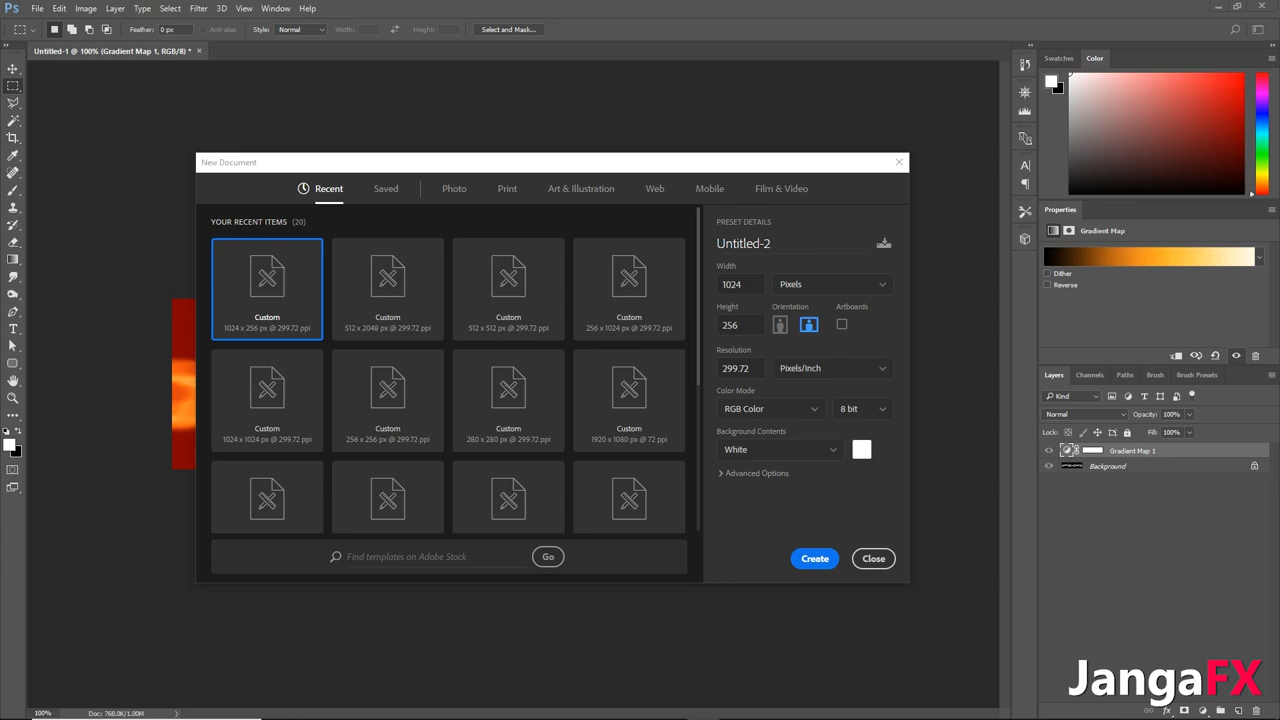 Ps File Edit Image Layer Type Select Filter 3D View Window Help
Feather: 0 px Anti-alias Style: Normal Width: Height: Select and Mask...
Untitled-1 @ 100% (Gradient Map 1, RGB/8) * ×
New Document
Recent Saved Photo Print Art & Illustration Web Mobile Film & Video
YOUR RECENT ITEMS (20)
Custom Custom Custom Custom
1024 x 256 px @ 299.72 ppi 512 x 2048 px @ 299.72 ppi 512 x 512 px @ 299.72 ppi 256 x 1024 px @ 299.72 ppi
Custom Custom Custom Custom
1024 x 1024 px @ 299.72 ppi 256 x 256 px @ 299.72 ppi 280 x 280 px @ 299.72 ppi 1920 x 1080 px @ 72 ppi
Find templates on Adobe Stock Go
PRESET DETAILS
Untitled-2
Width
1024 Pixels
Height Orientation Artboards
256
Resolution
299.72 Pixels/Inch
Color Mode
RGB Color 8 bit
Background Contents
White
Advanced Options
Create Close
Swatches Color
Properties
Gradient Map
Dither
Reverse
Layers Channels Paths Brush Brush Presets
Kind
Normal Opacity: 100%
Lock: Fill: 100%
Gradient Map 1
Background
JangaFX
100% Doc: 768.0K/1.00M